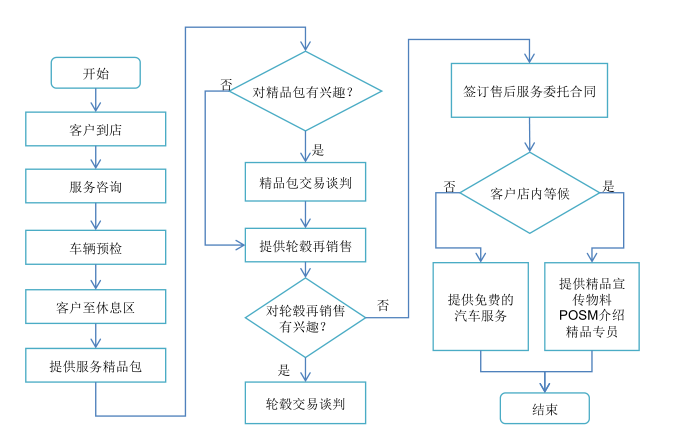 开始
客户到店
服务咨询
车辆预检
客户至休息区
提供服务精品包
对精品包有兴趣？
否
是
精品包交易谈判
提供轮毂再销售
对轮毂再销售
有兴趣？
否
是
轮毂交易谈判
签订售后服务委托合同
客户店内等候
否
是
提供免费的
汽车服务
提供精品宣
传物料
POSM介绍
精品专员
结束